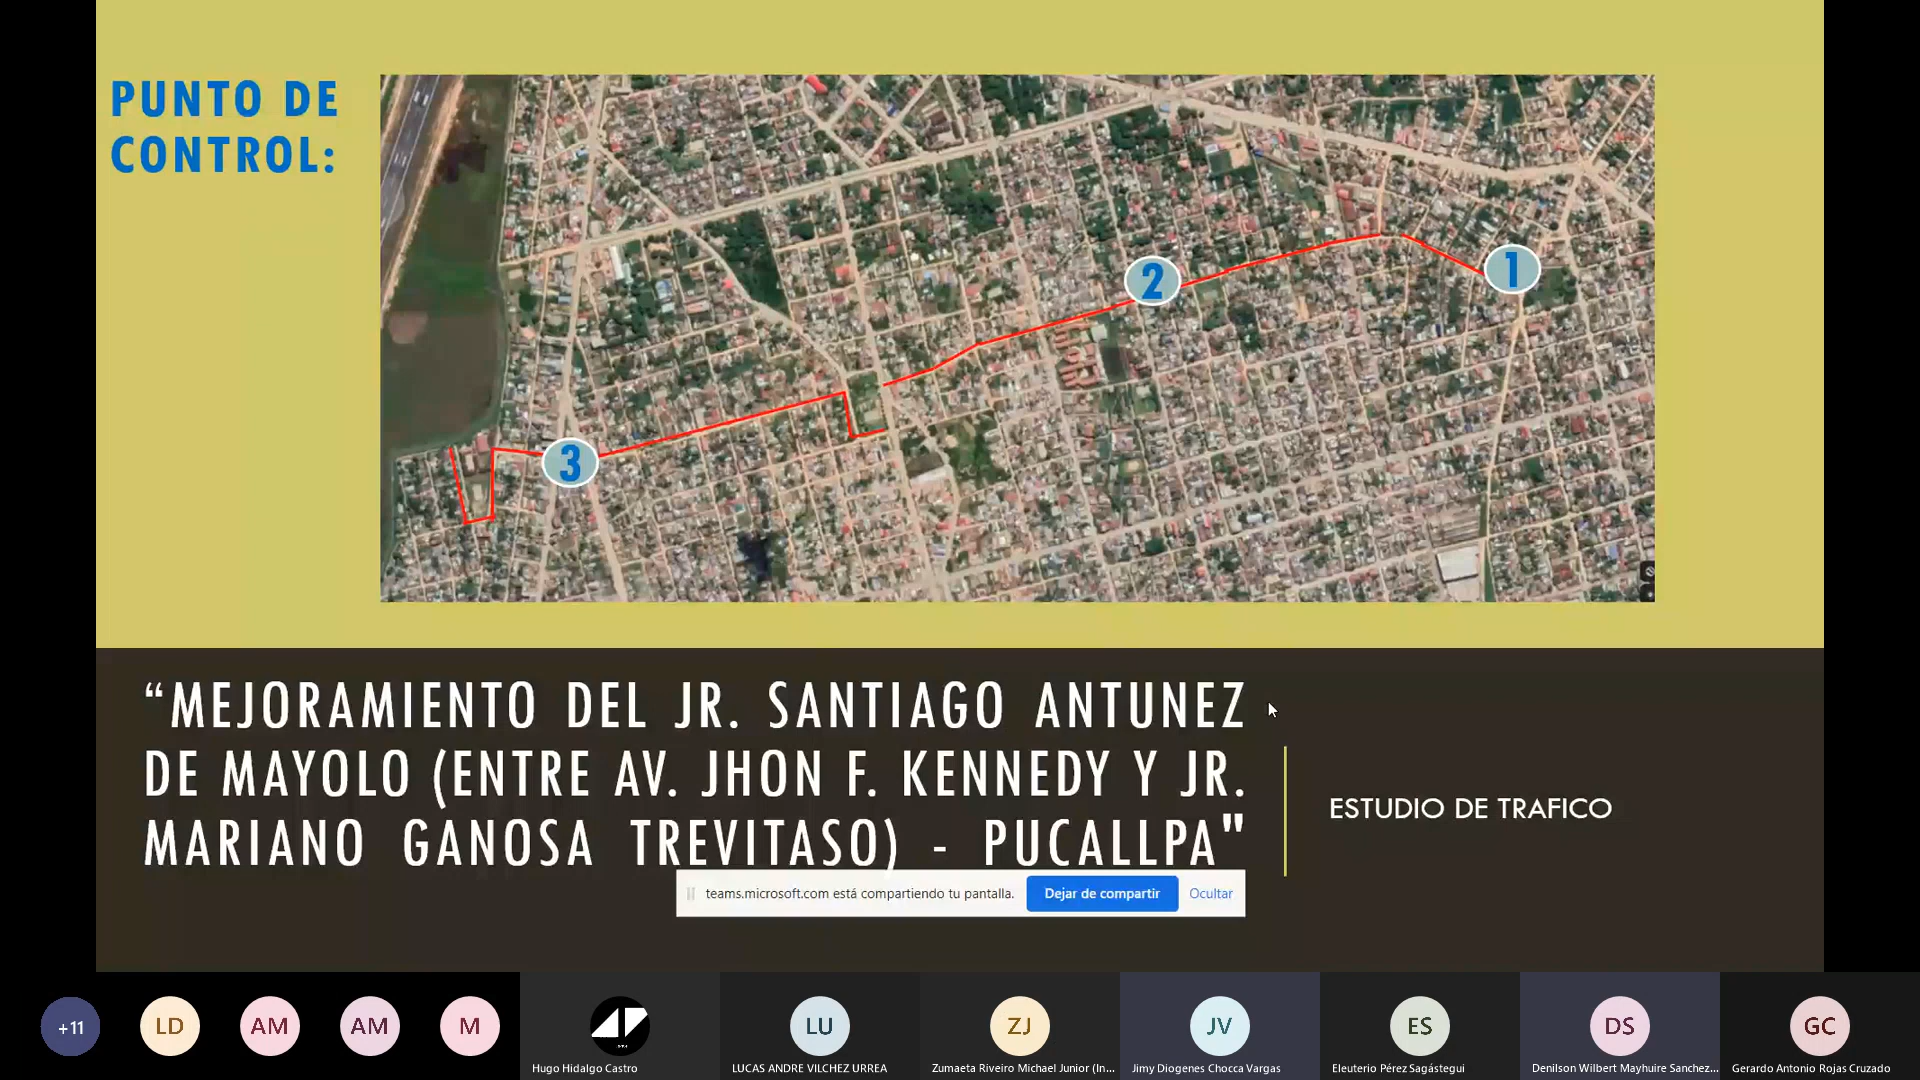 PUNTO DE
CONTROL:
1
2
3
“MEJORAMIENTO DEL JR. SANTIAGO ANTUNEZ
DE MAYOLO (ENTRE AV. JHON F. KENNEDY Y JR.
MARIANO GANOSA TREVITASO) - PUCALLPA"
ESTUDIO DE TRAFICO
teams.microsoft.com está compartiendo tu pantalla.
Dejar de compartir
Ocultar
+11
LD
AM
AM
M
LU
ZJ
JV
ES
DS
GC
Hugo Hidalgo Castro
LUCAS ANDRE VILCHEZ URREA
Zumaeta Riveiro Michael Junior (In...
Jimy Diogenes Chocca Vargas
Eleuterio Pérez Sagástegui
Denilson Wilbert Mayhuire Sanchez...
Gerardo Antonio Rojas Cruzado